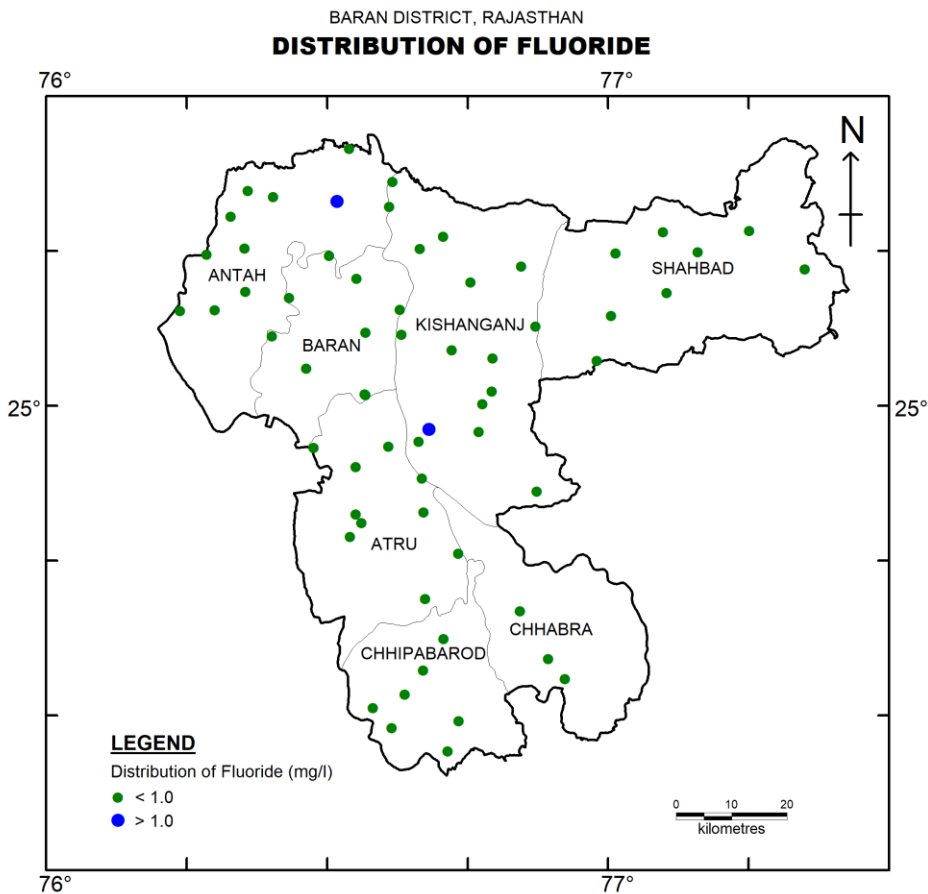 BARAN DISTRICT, RAJASTHAN
DISTRIBUTION OF FLUORIDE
76° 77°
N
ANTAH
SHAHBAD
KISHANGANJ
BARAN
25° 25°
ATRU
CHHABRA
CHHIPABAROD
LEGEND
Distribution of Fluoride (mg/l)
< 1.0
> 1.0
0 10 20
kilometres
76° 77°